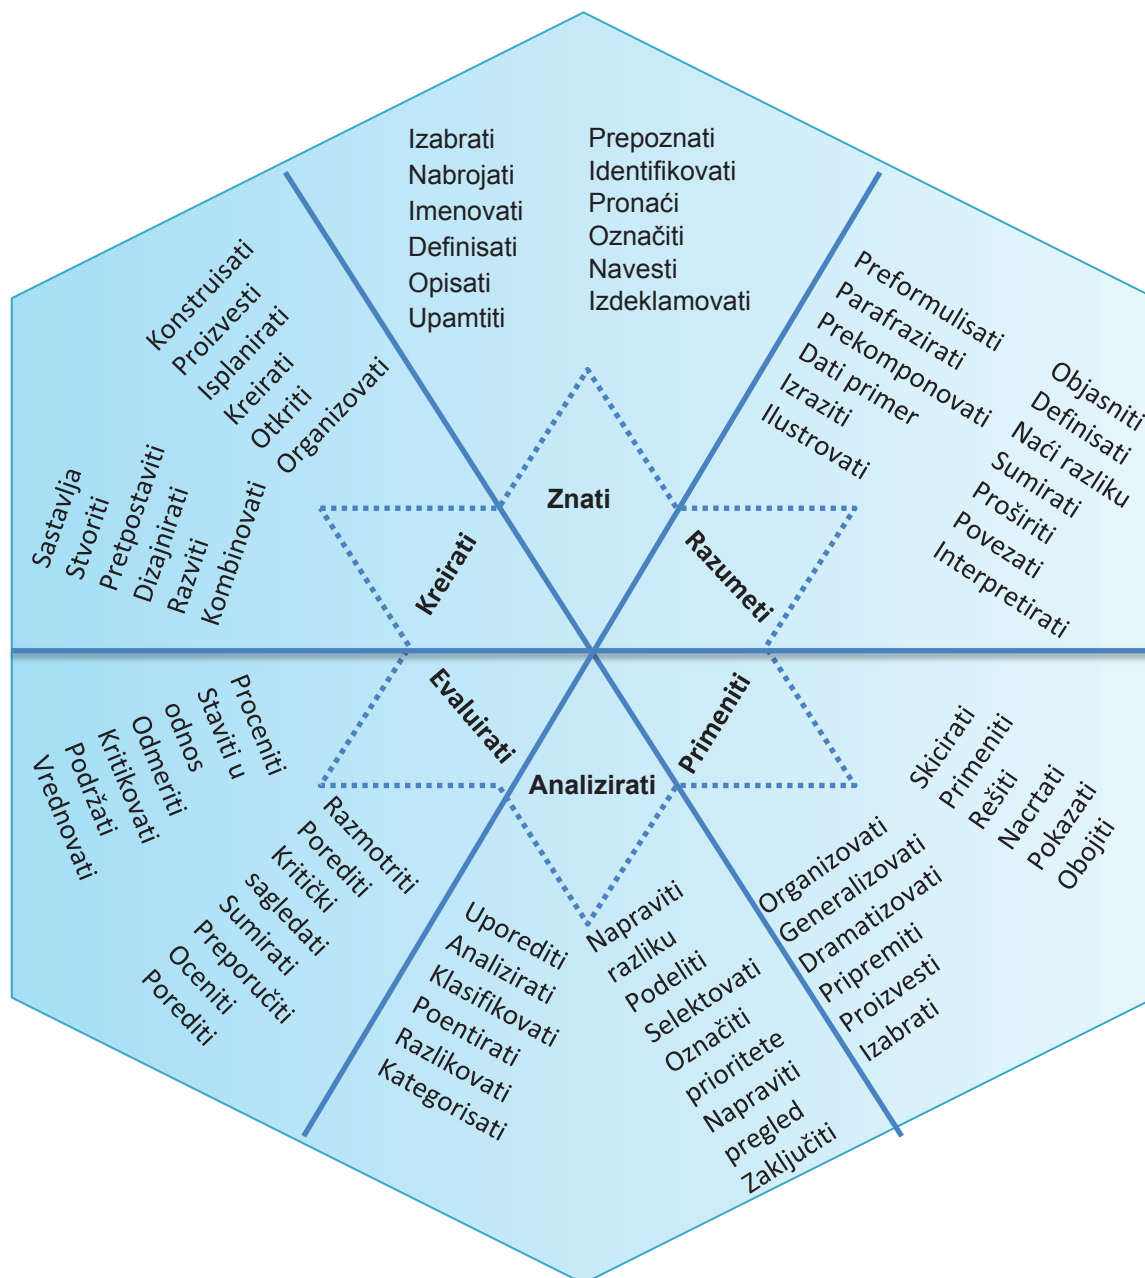 Izabrati
Nabrojati
Imenovati
Definisati
Opisati
Upamtiti
Prepoznati
Identifikovati
Pronaći
Označiti
Navesti
Izdeklamovati
Znati
Preformulisati
Parafrazirati
Prekomponovati
Dati primer
Izraziti
Ilustrovati
Objasniti
Definisati
Naći razliku
Sumirati
Proširiti
Povezati
Interpretirati
Razumeti
Skicirati
Primeniti
Rešiti
Nacrtati
Pokazati
Obojiti
Organizovati
Generalizovati
Dramatizovati
Pripremiti
Proizvesti
Izabrati
Primeniti
Napraviti
razliku
Podeliti
Selektovati
Označiti
prioritete
Napraviti
pregled
Zaključiti
Uporediti
Analizirati
Klasifikovati
Poentirati
Razlikovati
Kategorisati
Analizirati
Razmotriti
Porediti
Kritički
sagledati
Sumirati
Preporučiti
Oceniti
Porediti
Proceniti
Staviti u
odnos
Odmeriti
Kritikovati
Podržati
Vrednovati
Evaluirati
Sastavlja
Stvoriti
Pretpostaviti
Dizajnirati
Razviti
Kombinovati
Konstruisati
Proizvesti
Isplanirati
Kreirati
Otkriti
Organizovati
Kreirati